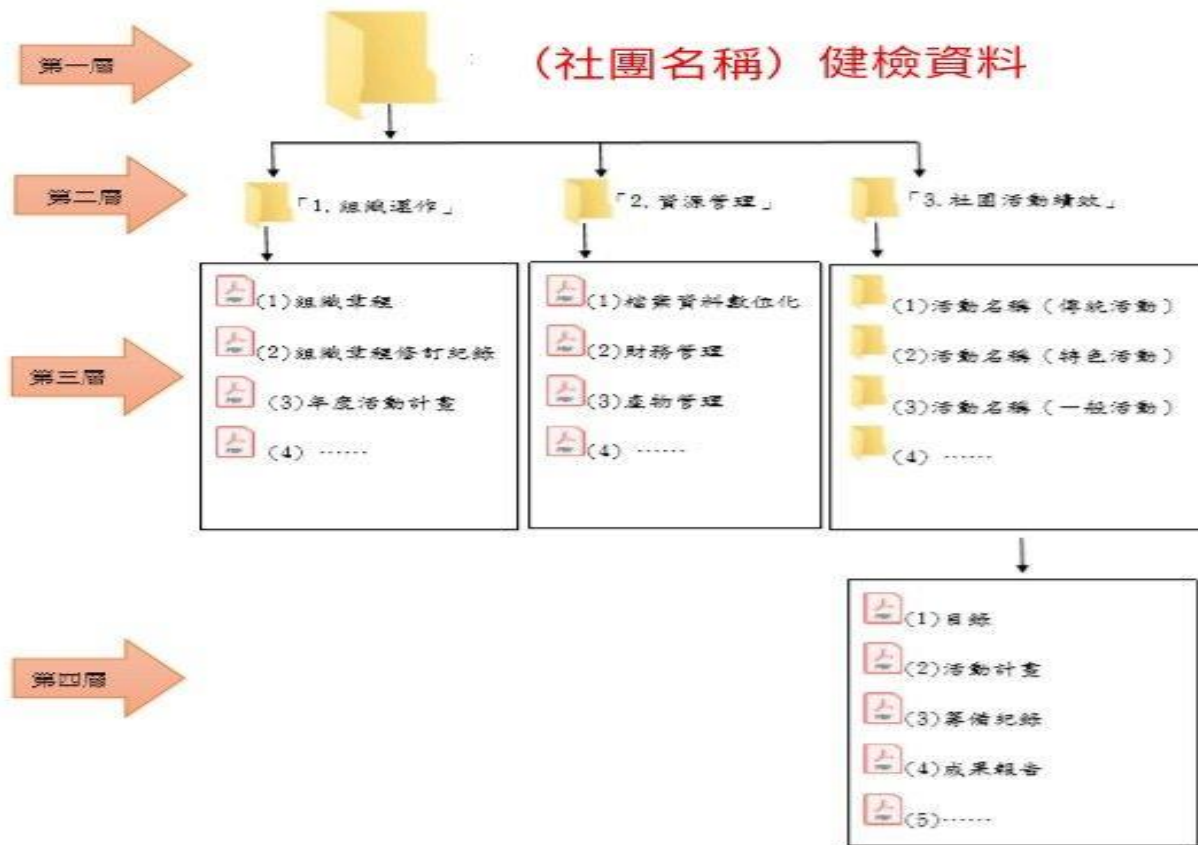 第一層
(社團名稱) 健檢資料
第二層
「1.組織運作」
「2.資源管理」
「3.社團活動績效」
第三層
(1)組織章程
(2)組織章程修訂紀錄
(3)年度活動計畫
(4) ……
(1)檔案資料數位化
(2)財務管理
(3)產物管理
(4) ……
(1)活動名稱(傳統活動)
(2)活動名稱(特色活動)
(3)活動名稱(一般活動)
(4) ……
第四層
(1)目錄
(2)活動計畫
(3)籌備紀錄
(4)成果報告
(5)……